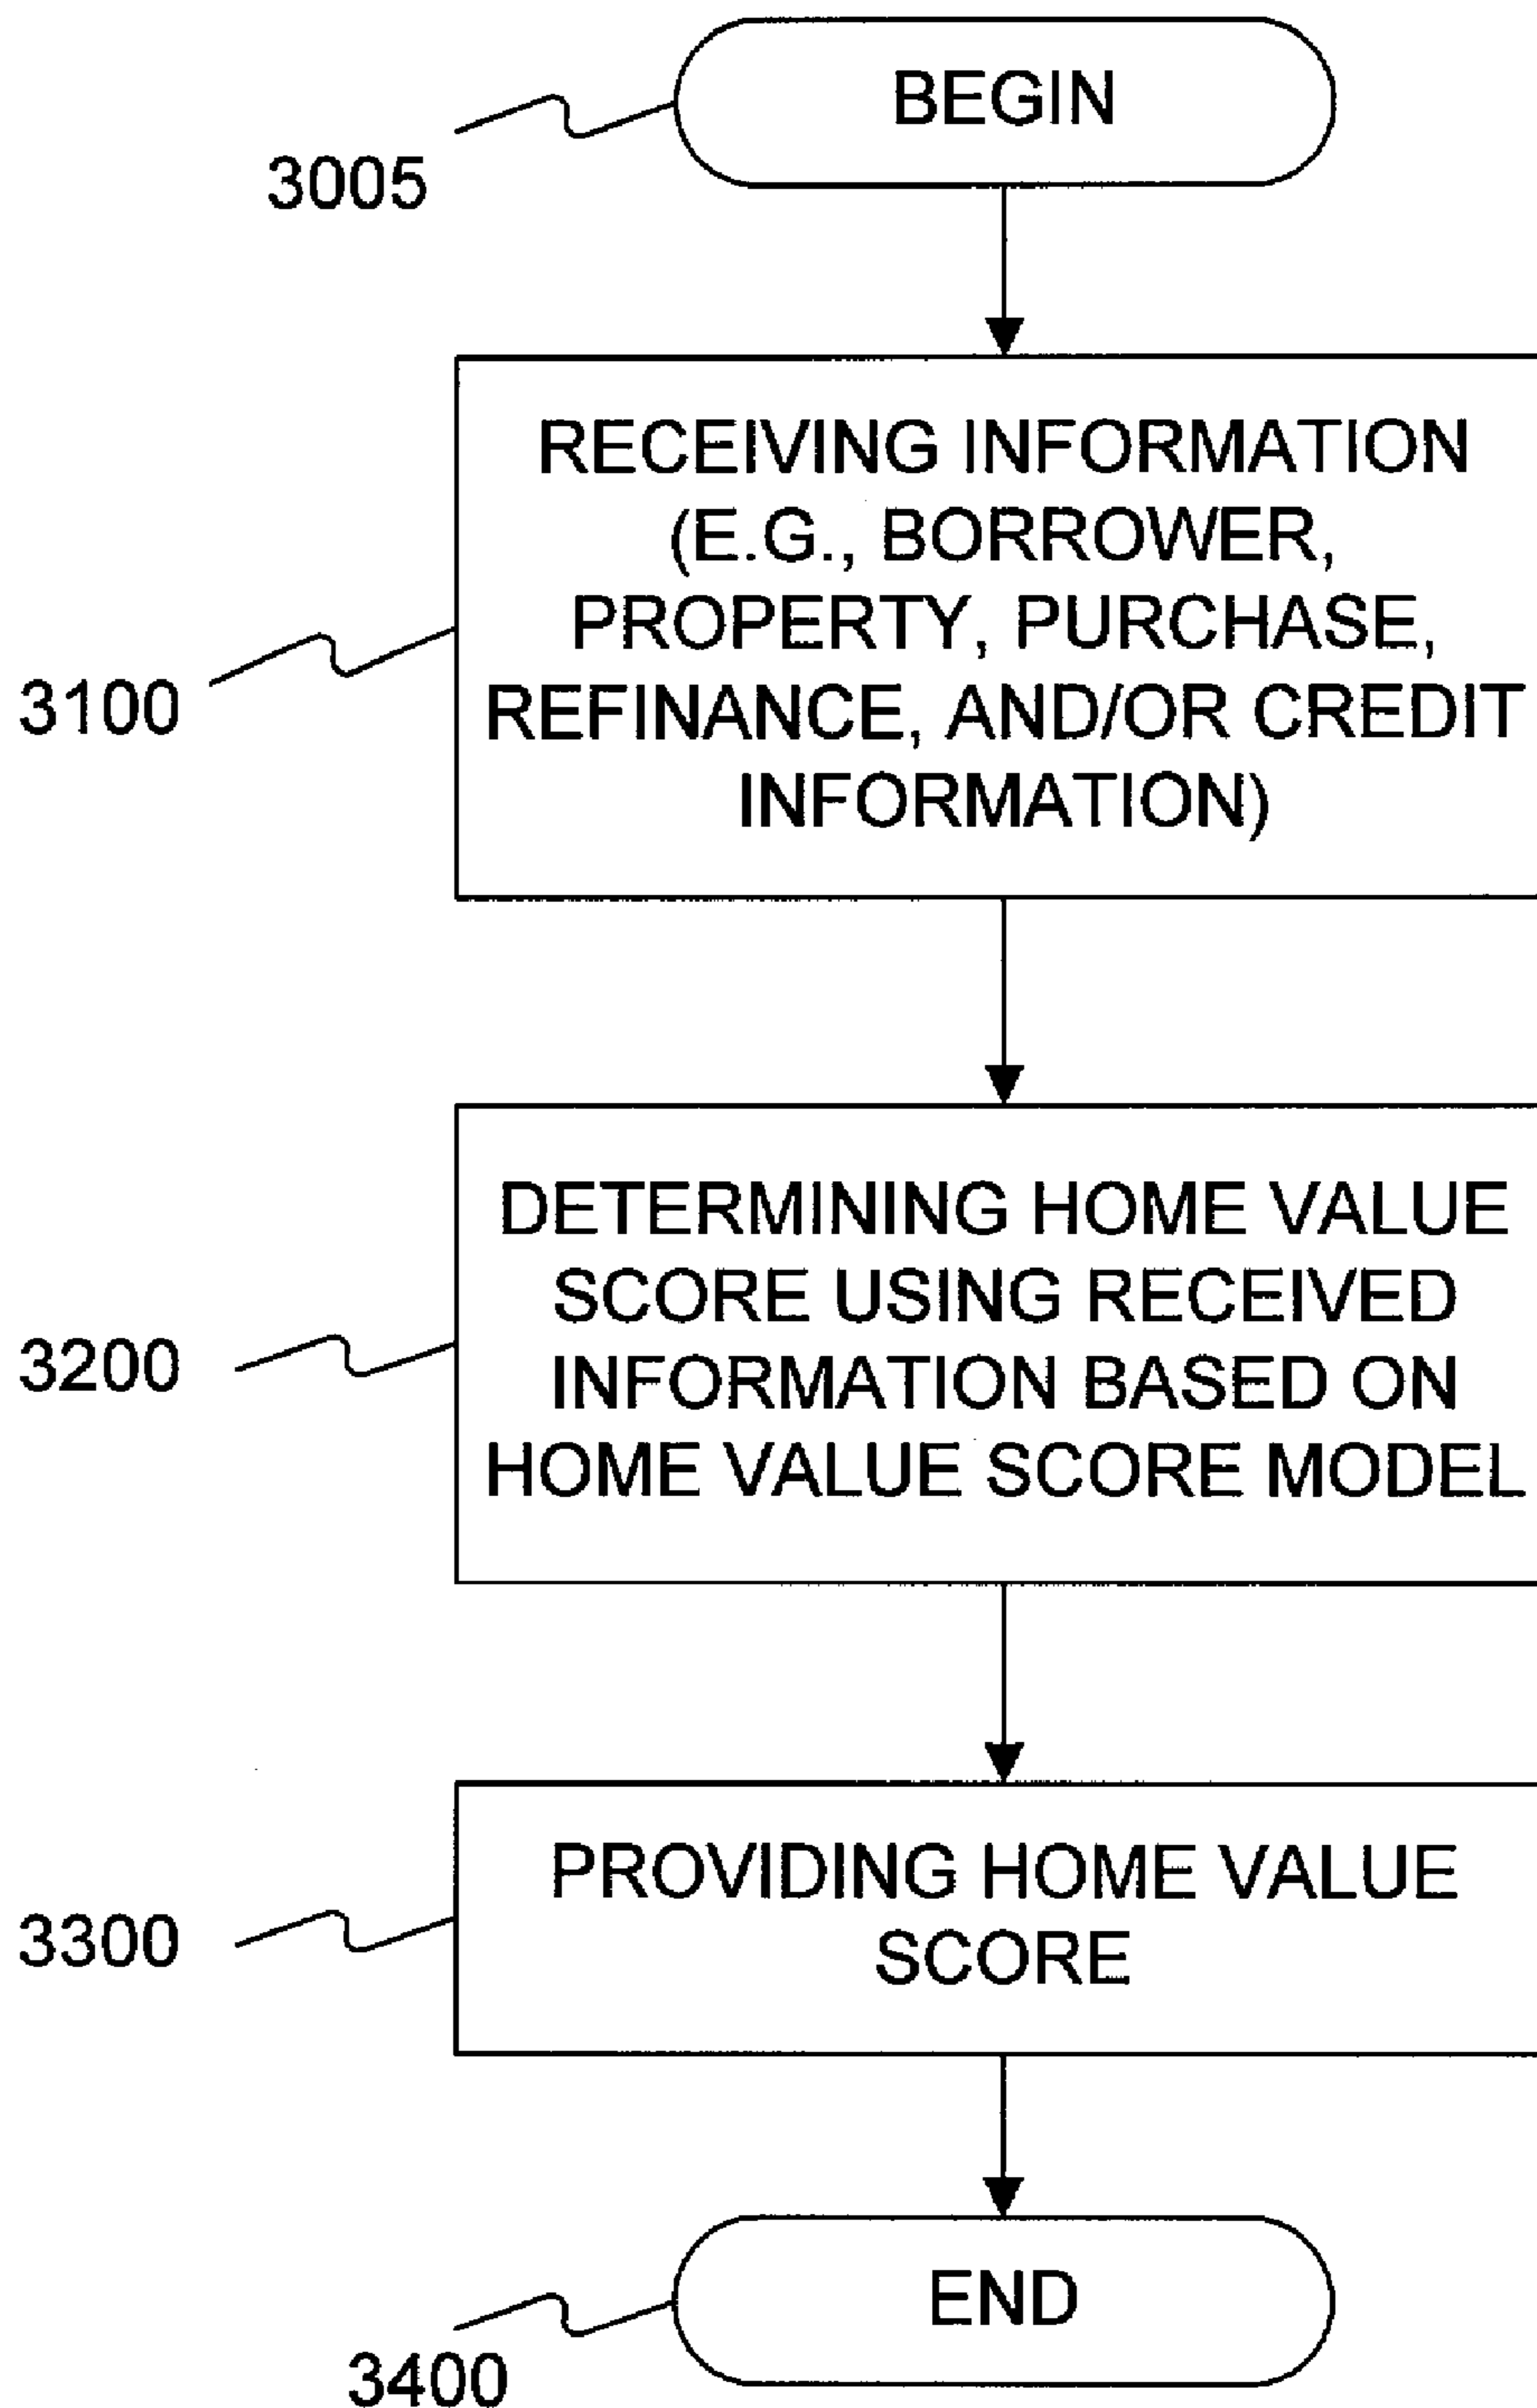 BEGIN
3005
RECEIVING INFORMATION
(E.G., BORROWER,
PROPERTY, PURCHASE,
REFINANCE, AND/OR CREDIT
INFORMATION)
3100
DETERMINING HOME VALUE
SCORE USING RECEIVED
INFORMATION BASED ON
HOME VALUE SCORE MODEL
3200
PROVIDING HOME VALUE
SCORE
3300
END
3400